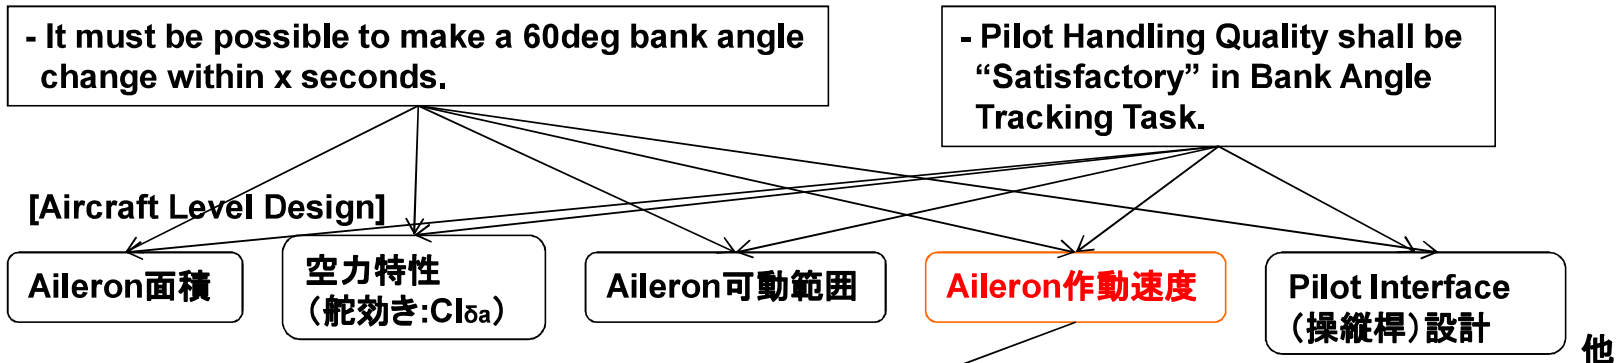 - It must be possible to make a 60deg bank angle
change within x seconds.
- Pilot Handling Quality shall be
“Satisfactory” in Bank Angle
Tracking Task.
[Aircraft Level Design]
Aileron面積
空力特性
（舵効き:Clδa）
Aileron可動範囲
Aileron作動速度
Pilot Interface
（操縦桿）設計
他